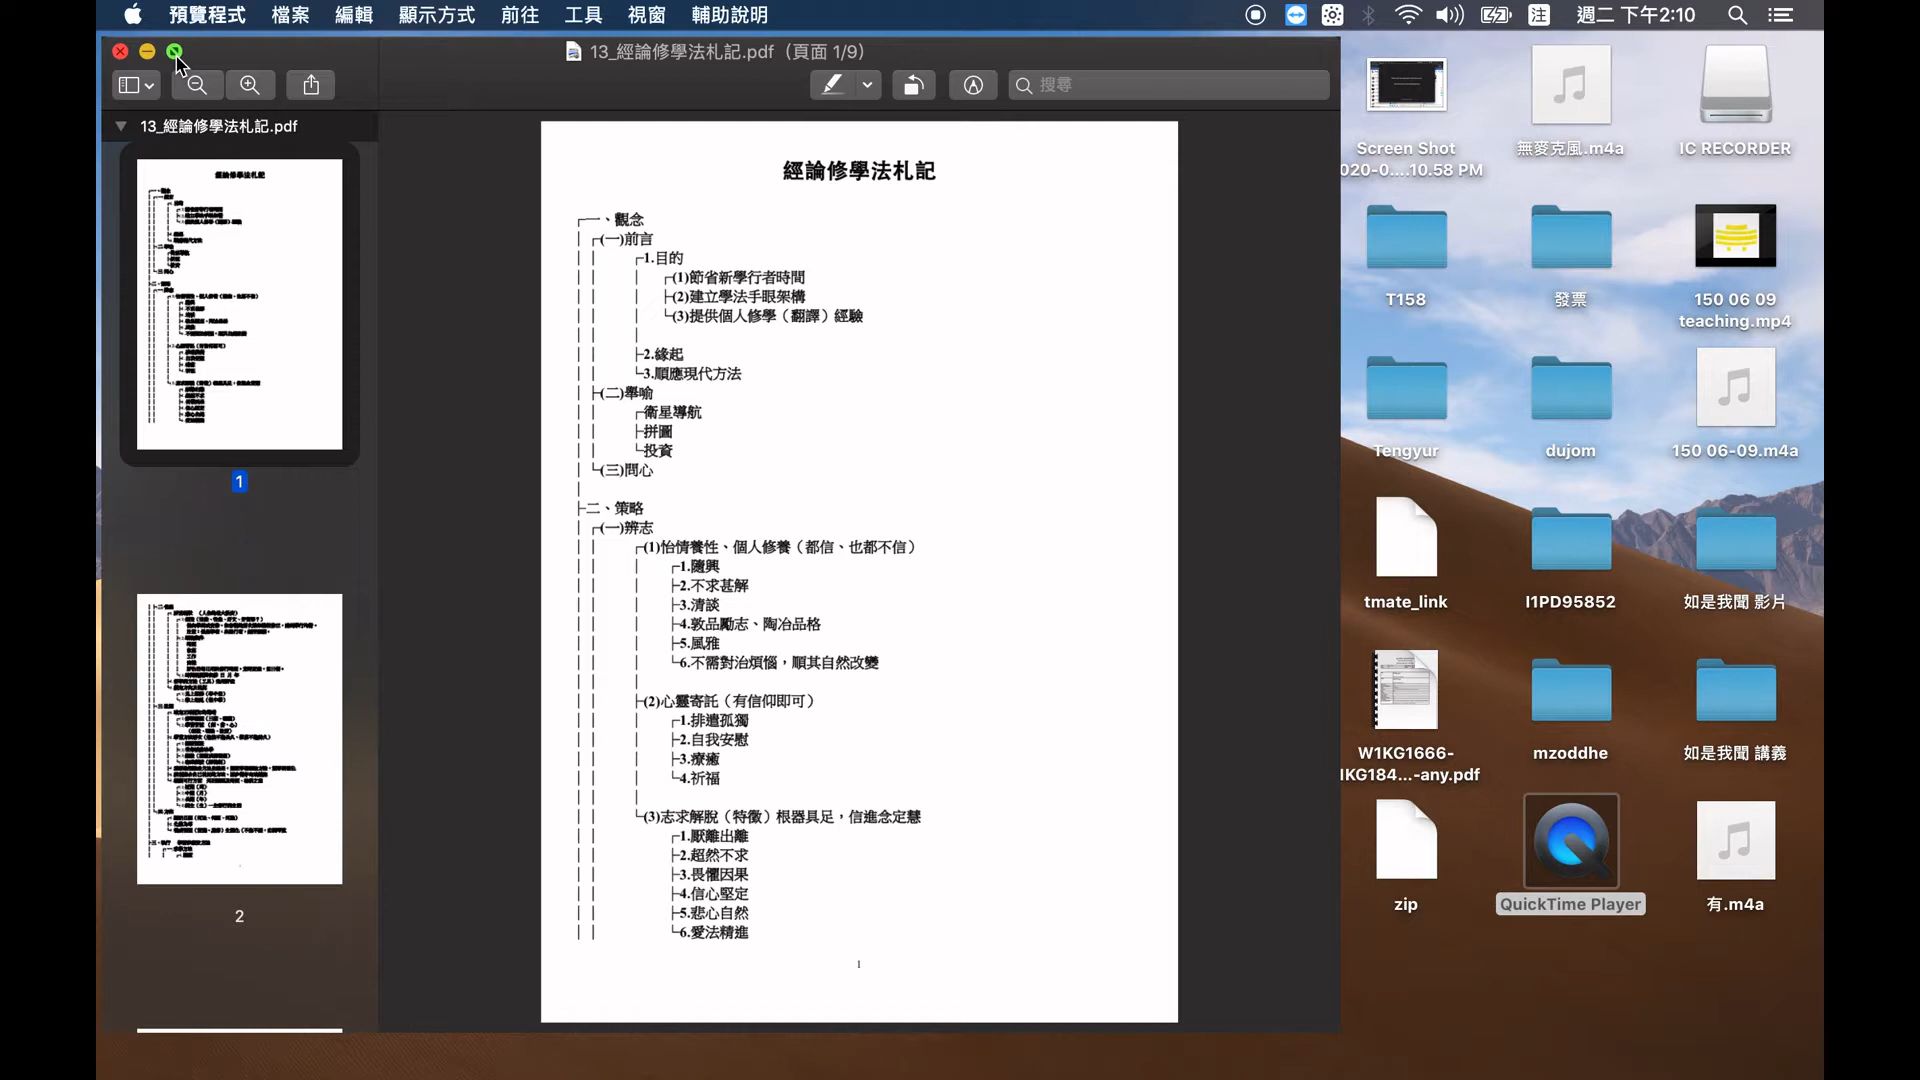 預覽程式 檔案 編輯 顯示方式 前往 工具 視窗 輔助說明
注 週二 下午2:10
13_經論修學法札記.pdf（頁面 1/9）
搜尋
13_經論修學法札記.pdf
1
2
經論修學法札記
一、觀念
(一)前言
1.目的
(1)節省新學行者時間
(2)建立學法手眼架構
(3)提供個人修學（翻譯）經驗
2.緣起
3.順應現代方法
(二)舉喻
衛星導航
拼圖
投資
(三)問心
二、策略
(一)辨志
(1)怡情養性、個人修養（都信、也都不信）
1.隨興
2.不求甚解
3.清談
4.敦品勵志、陶冶品格
5.風雅
6.不需對治煩惱，順其自然改變
(2)心靈寄託（有信仰即可）
1.排遣孤獨
2.自我安慰
3.療癒
4.祈福
(3)志求解脫（特徵）根器具足，信進念定慧
1.厭離出離
2.超然不求
3.畏懼因果
4.信心堅定
5.悲心自然
6.愛法精進
1
Screen Shot
020-0....10.58 PM
無麥克風.m4a
IC RECORDER
T158
發票
150 06 09
teaching.mp4
Tengyur
dujom
150 06-09.m4a
tmate_link
I1PD95852
如是我聞 影片
W1KG1666-
IKG184...-any.pdf
mzoddhe
如是我聞 講義
zip
QuickTime Player
有.m4a